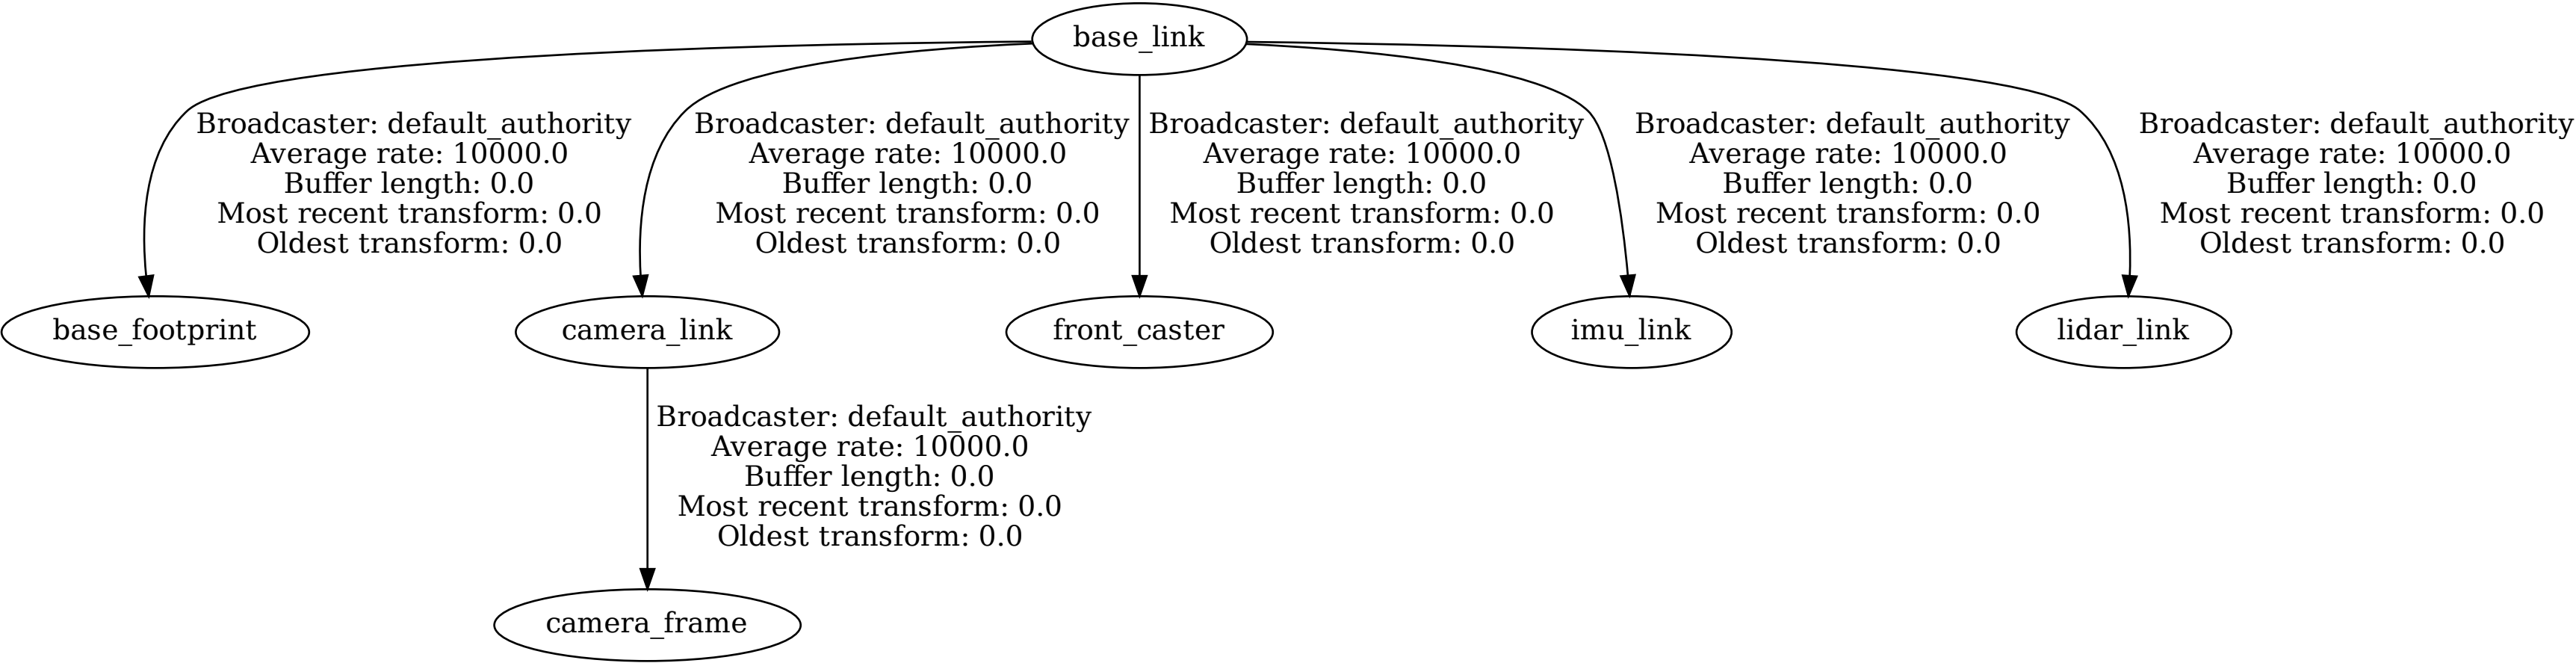 base_link
Broadcaster: default_authority
Average rate: 10000.0
Buffer length: 0.0
Most recent transform: 0.0
Oldest transform: 0.0
Broadcaster: default_authority
Average rate: 10000.0
Buffer length: 0.0
Most recent transform: 0.0
Oldest transform: 0.0
Broadcaster: default_authority
Average rate: 10000.0
Buffer length: 0.0
Most recent transform: 0.0
Oldest transform: 0.0
Broadcaster: default_authority
Average rate: 10000.0
Buffer length: 0.0
Most recent transform: 0.0
Oldest transform: 0.0
Broadcaster: default_authority
Average rate: 10000.0
Buffer length: 0.0
Most recent transform: 0.0
Oldest transform: 0.0
base_footprint
camera_link
front_caster
imu_link
lidar_link
Broadcaster: default_authority
Average rate: 10000.0
Buffer length: 0.0
Most recent transform: 0.0
Oldest transform: 0.0
camera_frame